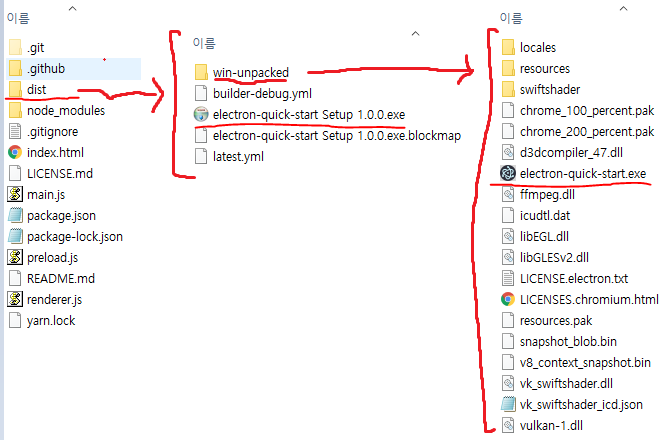 이름
.git
.github
dist
node_modules
.gitignore
index.html
LICENSE.md
main.js
package.json
package-lock.json
preload.js
README.md
renderer.js
yarn.lock
이름
win-unpacked
builder-debug.yml
electron-quick-start Setup 1.0.0.exe
electron-quick-start Setup 1.0.0.exe.blockmap
latest.yml
이름
locales
resources
swiftshader
chrome_100_percent.pak
chrome_200_percent.pak
d3dcompiler_47.dll
electron-quick-start.exe
ffmpeg.dll
icudtl.dat
libEGL.dll
libGLESv2.dll
LICENSE.electron.txt
LICENSES.chromium.html
resources.pak
snapshot_blob.bin
v8_context_snapshot.bin
vk_swiftshader.dll
vk_swiftshader_icd.json
vulkan-1.dll